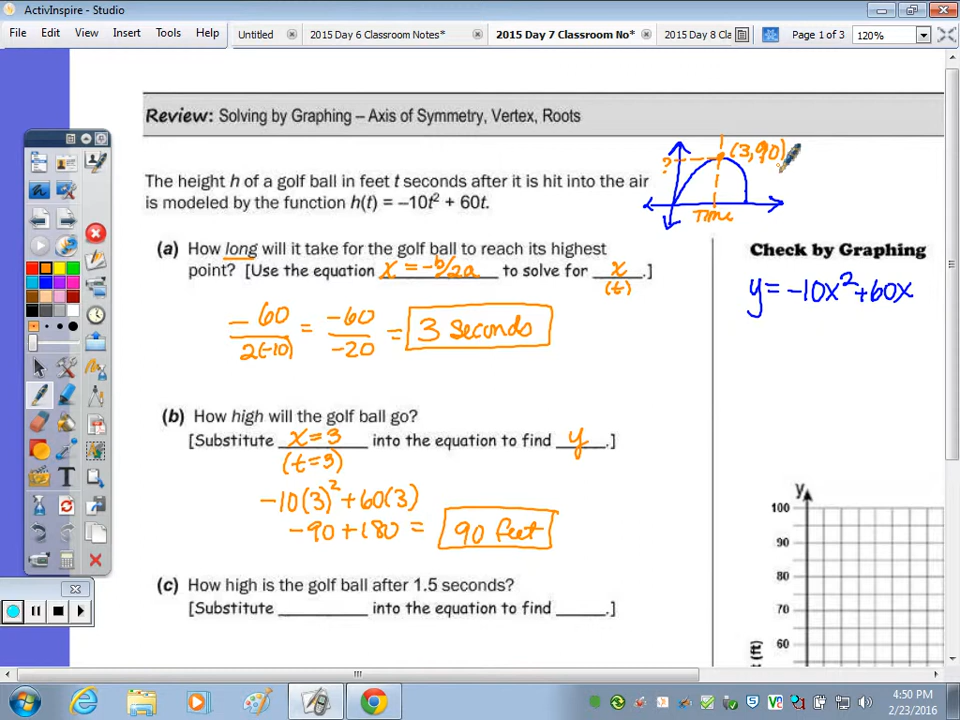 ActivInspire - Studio
File Edit View Insert Tools Help
Untitled 2015 Day 6 Classroom Notes* 2015 Day 7 Classroom No* 2015 Day 8 Cla Page 1 of 3 120%
Review: Solving by Graphing – Axis of Symmetry, Vertex, Roots
(3,90)
?
Time
The height h of a golf ball in feet t seconds after it is hit into the air
is modeled by the function h(t) = –10t² + 60t.
(a) How long will it take for the golf ball to reach its highest
point? [Use the equation x = -b/2a to solve for x .]
(t)
-60/2(-10) = -60/-20 = 3 seconds
Check by Graphing
y = -10x² + 60x
(b) How high will the golf ball go?
[Substitute x=3 into the equation to find y .]
(t=3)
-10(3)² + 60(3)
-90 + 180 = 90 feet
(c) How high is the golf ball after 1.5 seconds?
[Substitute ________ into the equation to find _____.]
y
100
90
80
70
60
t (ft)
4:50 PM
2/23/2016